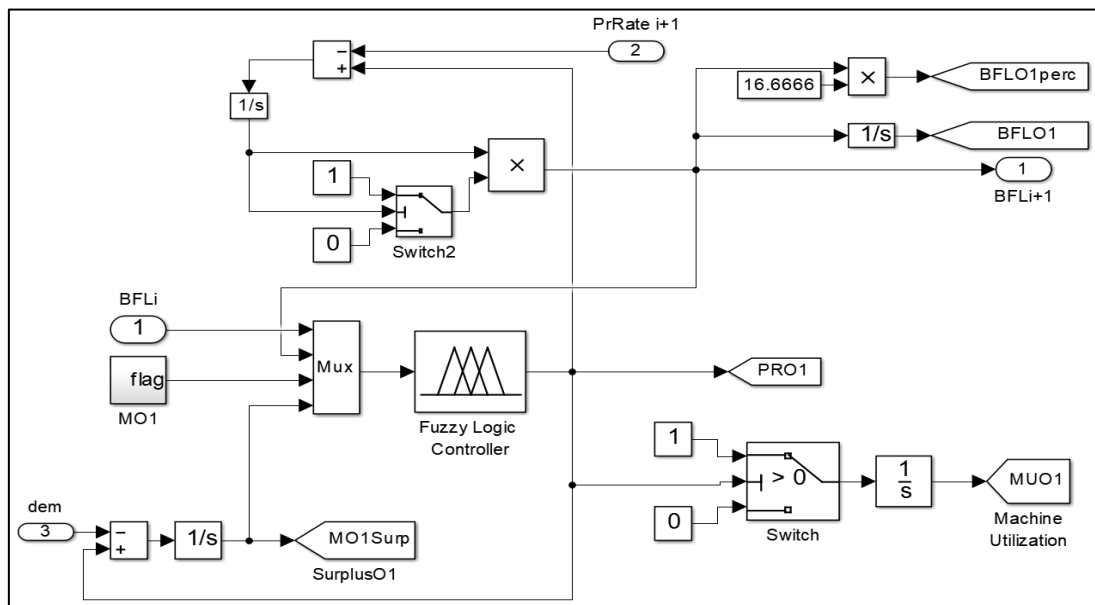 PrRate i+1
2
−
+
1/s
16.6666
×
BFLO1perc
1/s
BFLO1
1
×
1
BFLi+1
0
Switch2
BFLi
1
Mux
flag
MO1
PRO1
Fuzzy Logic
Controller
1
> 0
1
s
MUO1
0
Switch
Machine
Utilization
dem
3
−
+
1/s
MO1Surp
SurplusO1